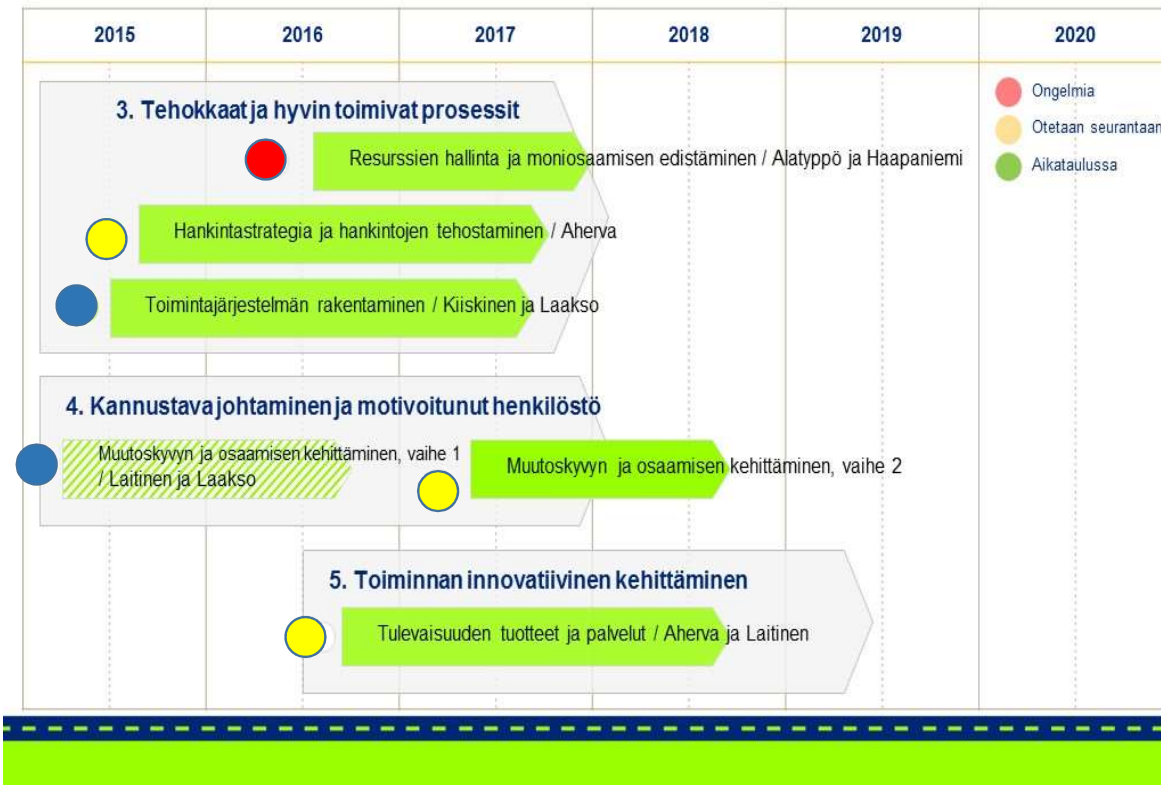 2015 2016 2017 2018 2019 2020
Ongelmia
Otetaan seurantaan
Aikataulussa
3. Tehokkaat ja hyvin toimivat prosessit
Resurssien hallinta ja moniosaamisen edistäminen / Alatyppö ja Haapaniemi
Hankintastrategia ja hankintojen tehostaminen / Aherva
Toimintajärjestelmän rakentaminen / Kiiskinen ja Laakso
4. Kannustava johtaminen ja motivoitunut henkilöstö
Muutoskyvyn ja osaamisen kehittäminen, vaihe 1
/ Laitinen ja Laakso
Muutoskyvyn ja osaamisen kehittäminen, vaihe 2
5. Toiminnan innovatiivinen kehittäminen
Tulevaisuuden tuotteet ja palvelut / Aherva ja Laitinen